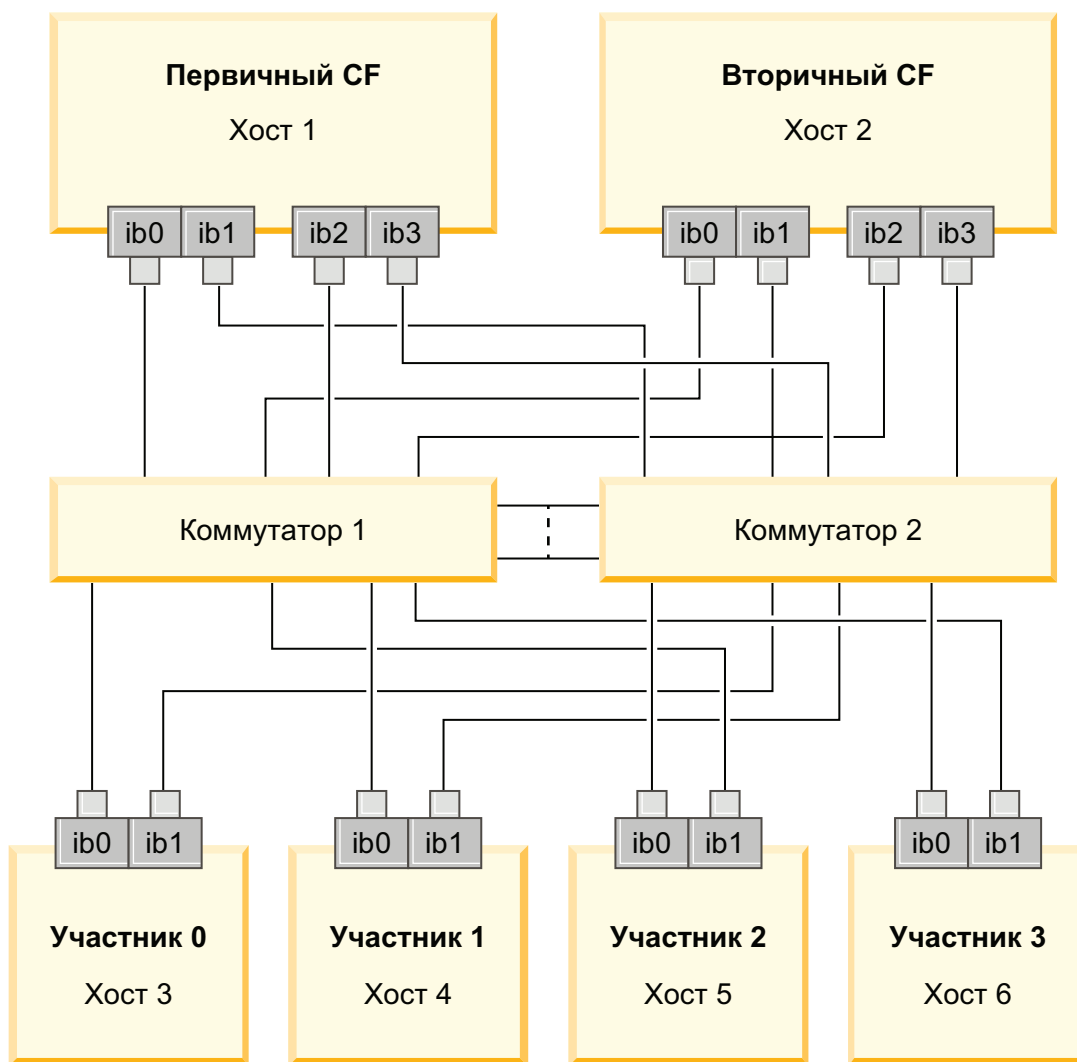 Первичный CF
Хост 1
Вторичный CF
Хост 2
ib0 ib1 ib2 ib3
ib0 ib1 ib2 ib3
Коммутатор 1
Коммутатор 2
ib0 ib1
ib0 ib1
ib0 ib1
ib0 ib1
Участник 0
Хост 3
Участник 1
Хост 4
Участник 2
Хост 5
Участник 3
Хост 6